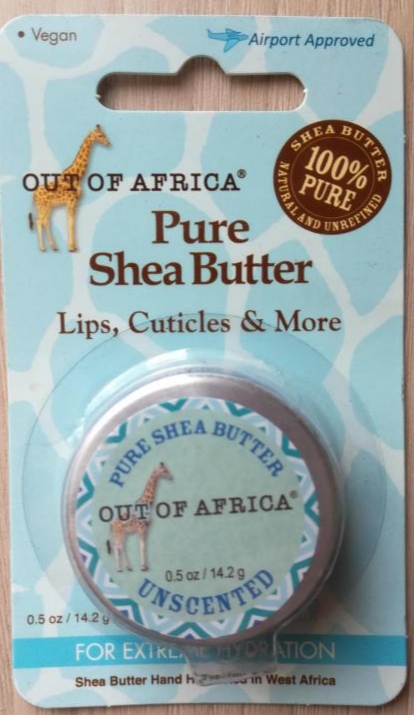 • Vegan
Airport Approved
OUT OF AFRICA®
SHEA BUTTER
100%
PURE
NATURAL AND UNREFINED
Pure
Shea Butter
Lips, Cuticles & More
PURE SHEA BUTTER
OUT OF AFRICA®
0.5 oz / 14.2 g
UNSCENTED
0.5 oz / 14.2 g
FOR EXTREME HYDRATION
Shea Butter Hand Harvested in West Africa